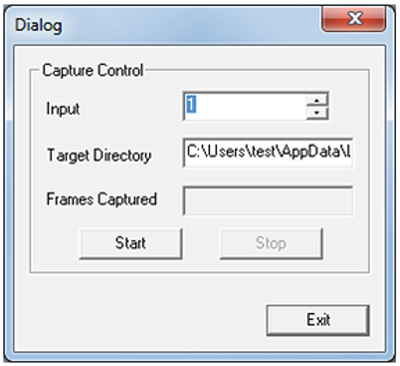 Dialog
Capture Control
Input 1
Target Directory C:\Users\test\AppData\
Frames Captured
Start Stop
Exit